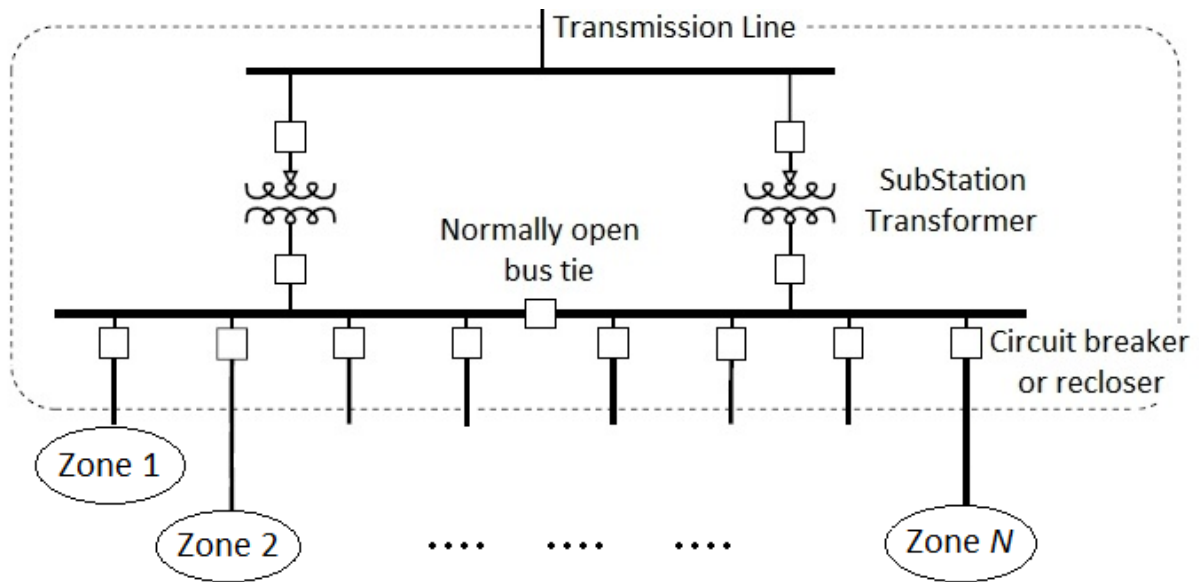 Transmission Line
SubStation
Transformer
Normally open
bus tie
Circuit breaker
or recloser
Zone 1
Zone 2
.... .... ....
Zone N